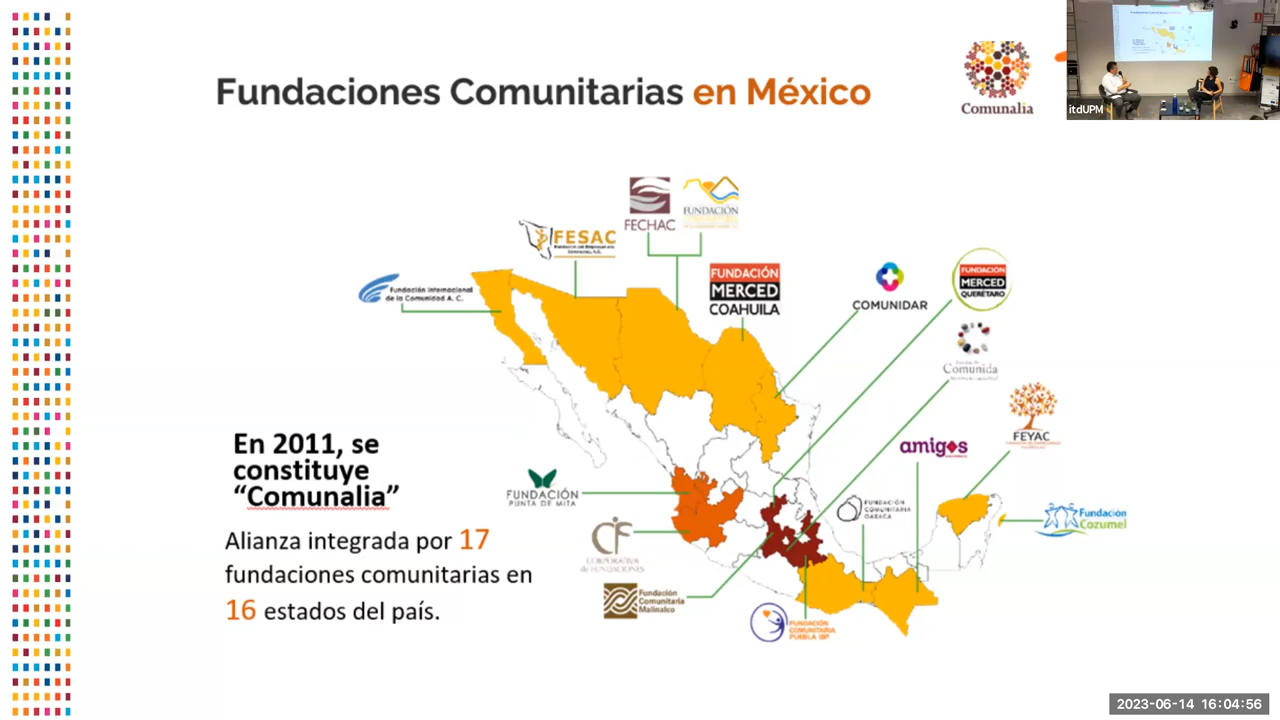 Fundaciones Comunitarias en México
Comunalia
itdUPM
FECHAC
FUNDACIÓN
FESAC
Fundación Internacional
de la Comunidad A. C.
FUNDACIÓN
MERCED
COAHUILA
COMUNIDAR
FUNDACIÓN
MERCED
QUERÉTARO
Comunida
FEYAC
amigos
En 2011, se
constituye
“Comunalia”
Alianza integrada por 17
fundaciones comunitarias en
16 estados del país.
FUNDACIÓN
PUNTA DE MITA
FUNDACIÓN
COMUNITARIA
OAXACA
Fundación
Cozumel
CF
CORPORATIVA
de FUNDACIONES
Fundación
Comunitaria
Malinalco
FUNDACIÓN
COMUNITARIA
PUEBLA IBP
2023-06-14 16:04:56